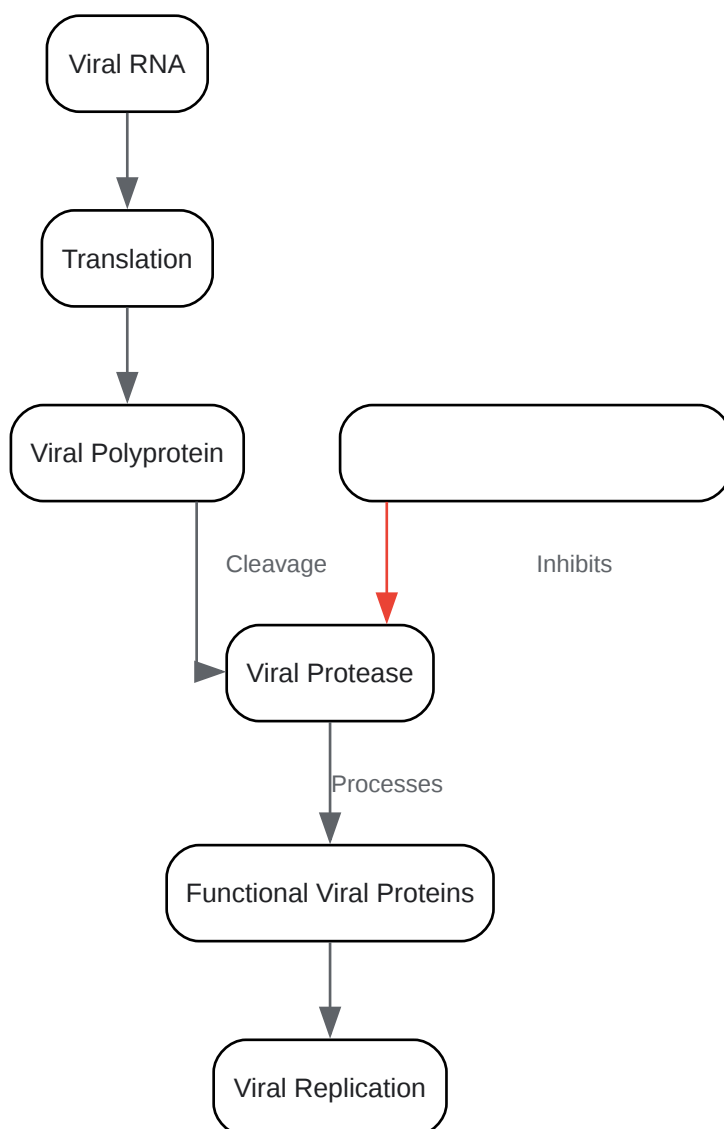 Viral RNA
Translation
Viral Polyprotein
Cleavage
Inhibits
Viral Protease
Processes
Functional Viral Proteins
Viral Replication